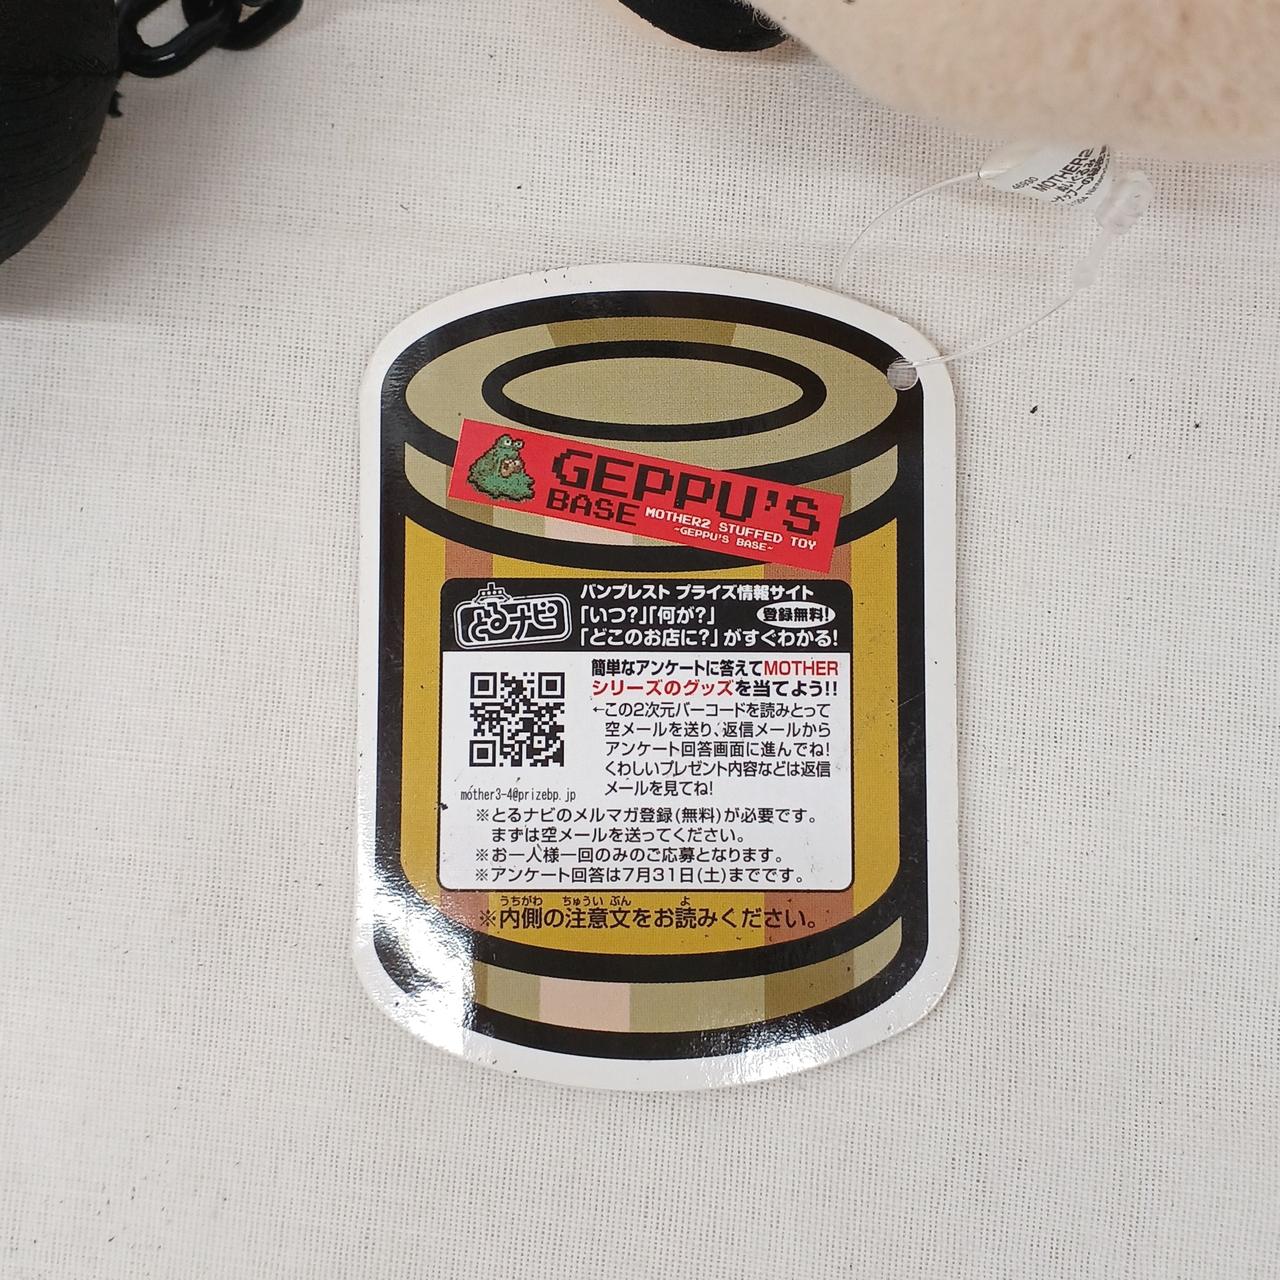 MOTHER2
GEPPU'S
BASE
MOTHER2 STUFFED TOY
~GEPPU'S BASE~
とるナビ
バンプレスト プライズ情報サイト
「いつ?」「何が?」 登録無料!
「どこのお店に?」がすぐわかる!
簡単なアンケートに答えてMOTHER
シリーズのグッズを当てよう!!
←この2次元バーコードを読みとって
空メールを送り、返信メールから
アンケート回答画面に進んでね!
くわしいプレゼント内容などは返信
メールを見てね!
mother3-4@prizebp.jp
※とるナビのメルマガ登録(無料)が必要です。
まずは空メールを送ってください。
※お一人様一回のみのご応募となります。
※アンケート回答は7月31日(土)までです。
うちがわ ちゅういぶん よ
※内側の注意文をお読みください。